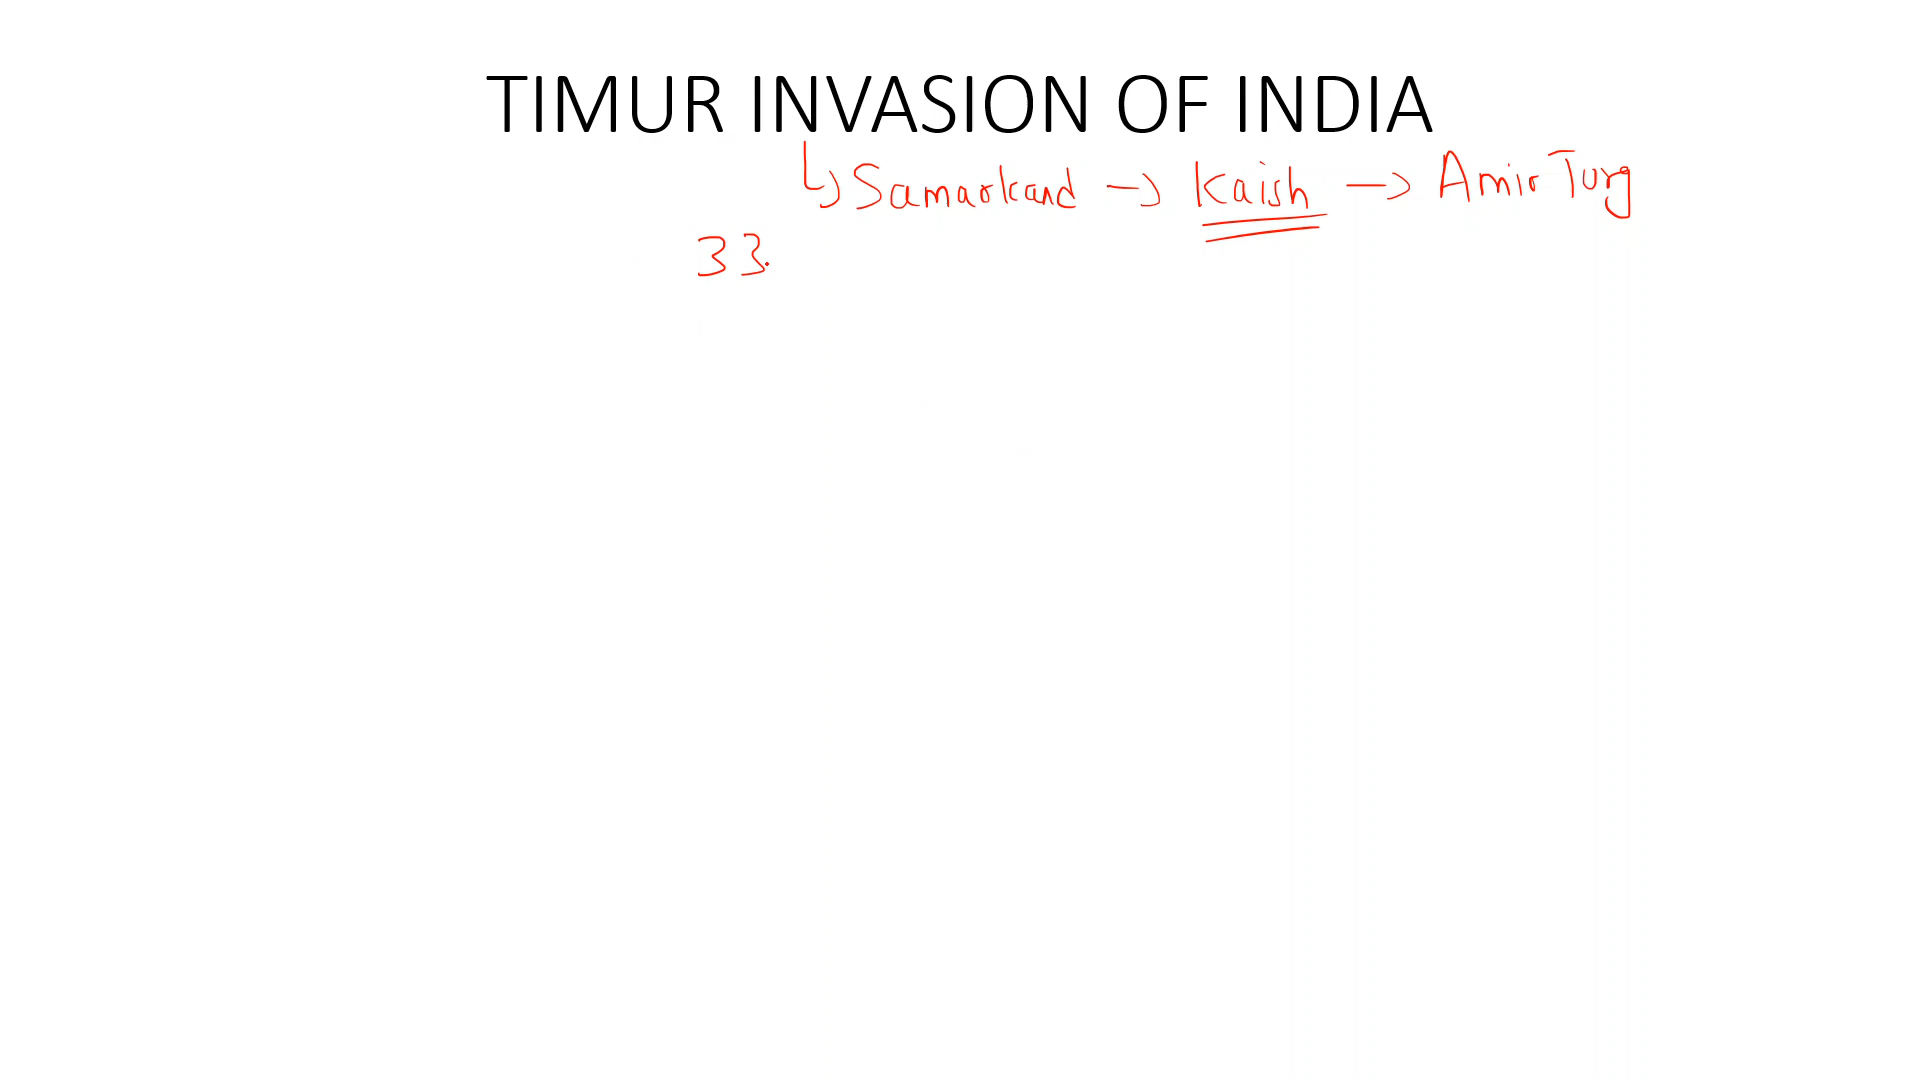 TIMUR INVASION OF INDIA
↳ Samarkand → Kaish → Amir Turg
33.